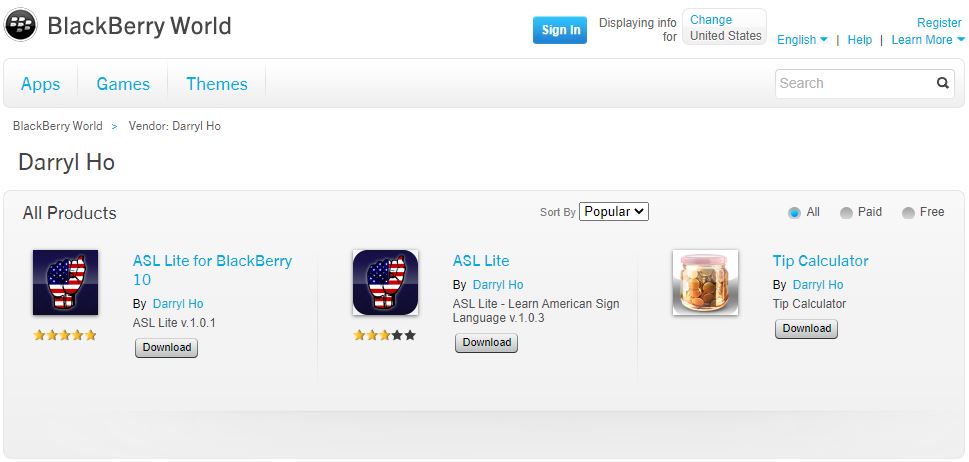 BlackBerry World
Sign In
Displaying info
for
Change
United States
Register
English | Help | Learn More
Apps Games Themes
Search
BlackBerry World > Vendor: Darryl Ho
Darryl Ho
All Products
Sort By Popular
All Paid Free
ASL Lite for BlackBerry
10
By Darryl Ho
ASL Lite v.1.0.1
Download
ASL Lite
By Darryl Ho
ASL Lite - Learn American Sign
Language v.1.0.3
Download
Tip Calculator
By Darryl Ho
Tip Calculator
Download